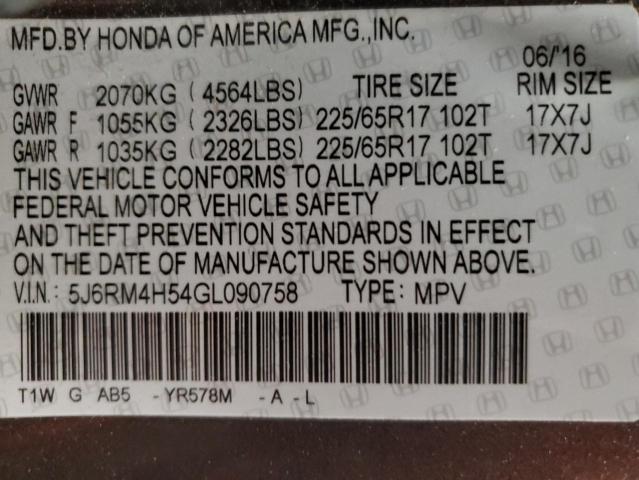 MFD.BY HONDA OF AMERICA MFG.,INC.
06/'16
GVWR 2070KG (4564LBS) TIRE SIZE RIM SIZE
GAWR F 1055KG (2326LBS) 225/65R17 102T 17X7J
GAWR R 1035KG (2282LBS) 225/65R17 102T 17X7J
THIS VEHICLE CONFORMS TO ALL APPLICABLE
FEDERAL MOTOR VEHICLE SAFETY
AND THEFT PREVENTION STANDARDS IN EFFECT
ON THE DATE OF MANUFACTURE SHOWN ABOVE.
V.I.N.: 5J6RM4H54GL090758 TYPE: MPV
T1W G AB5 -YR578M -A-L